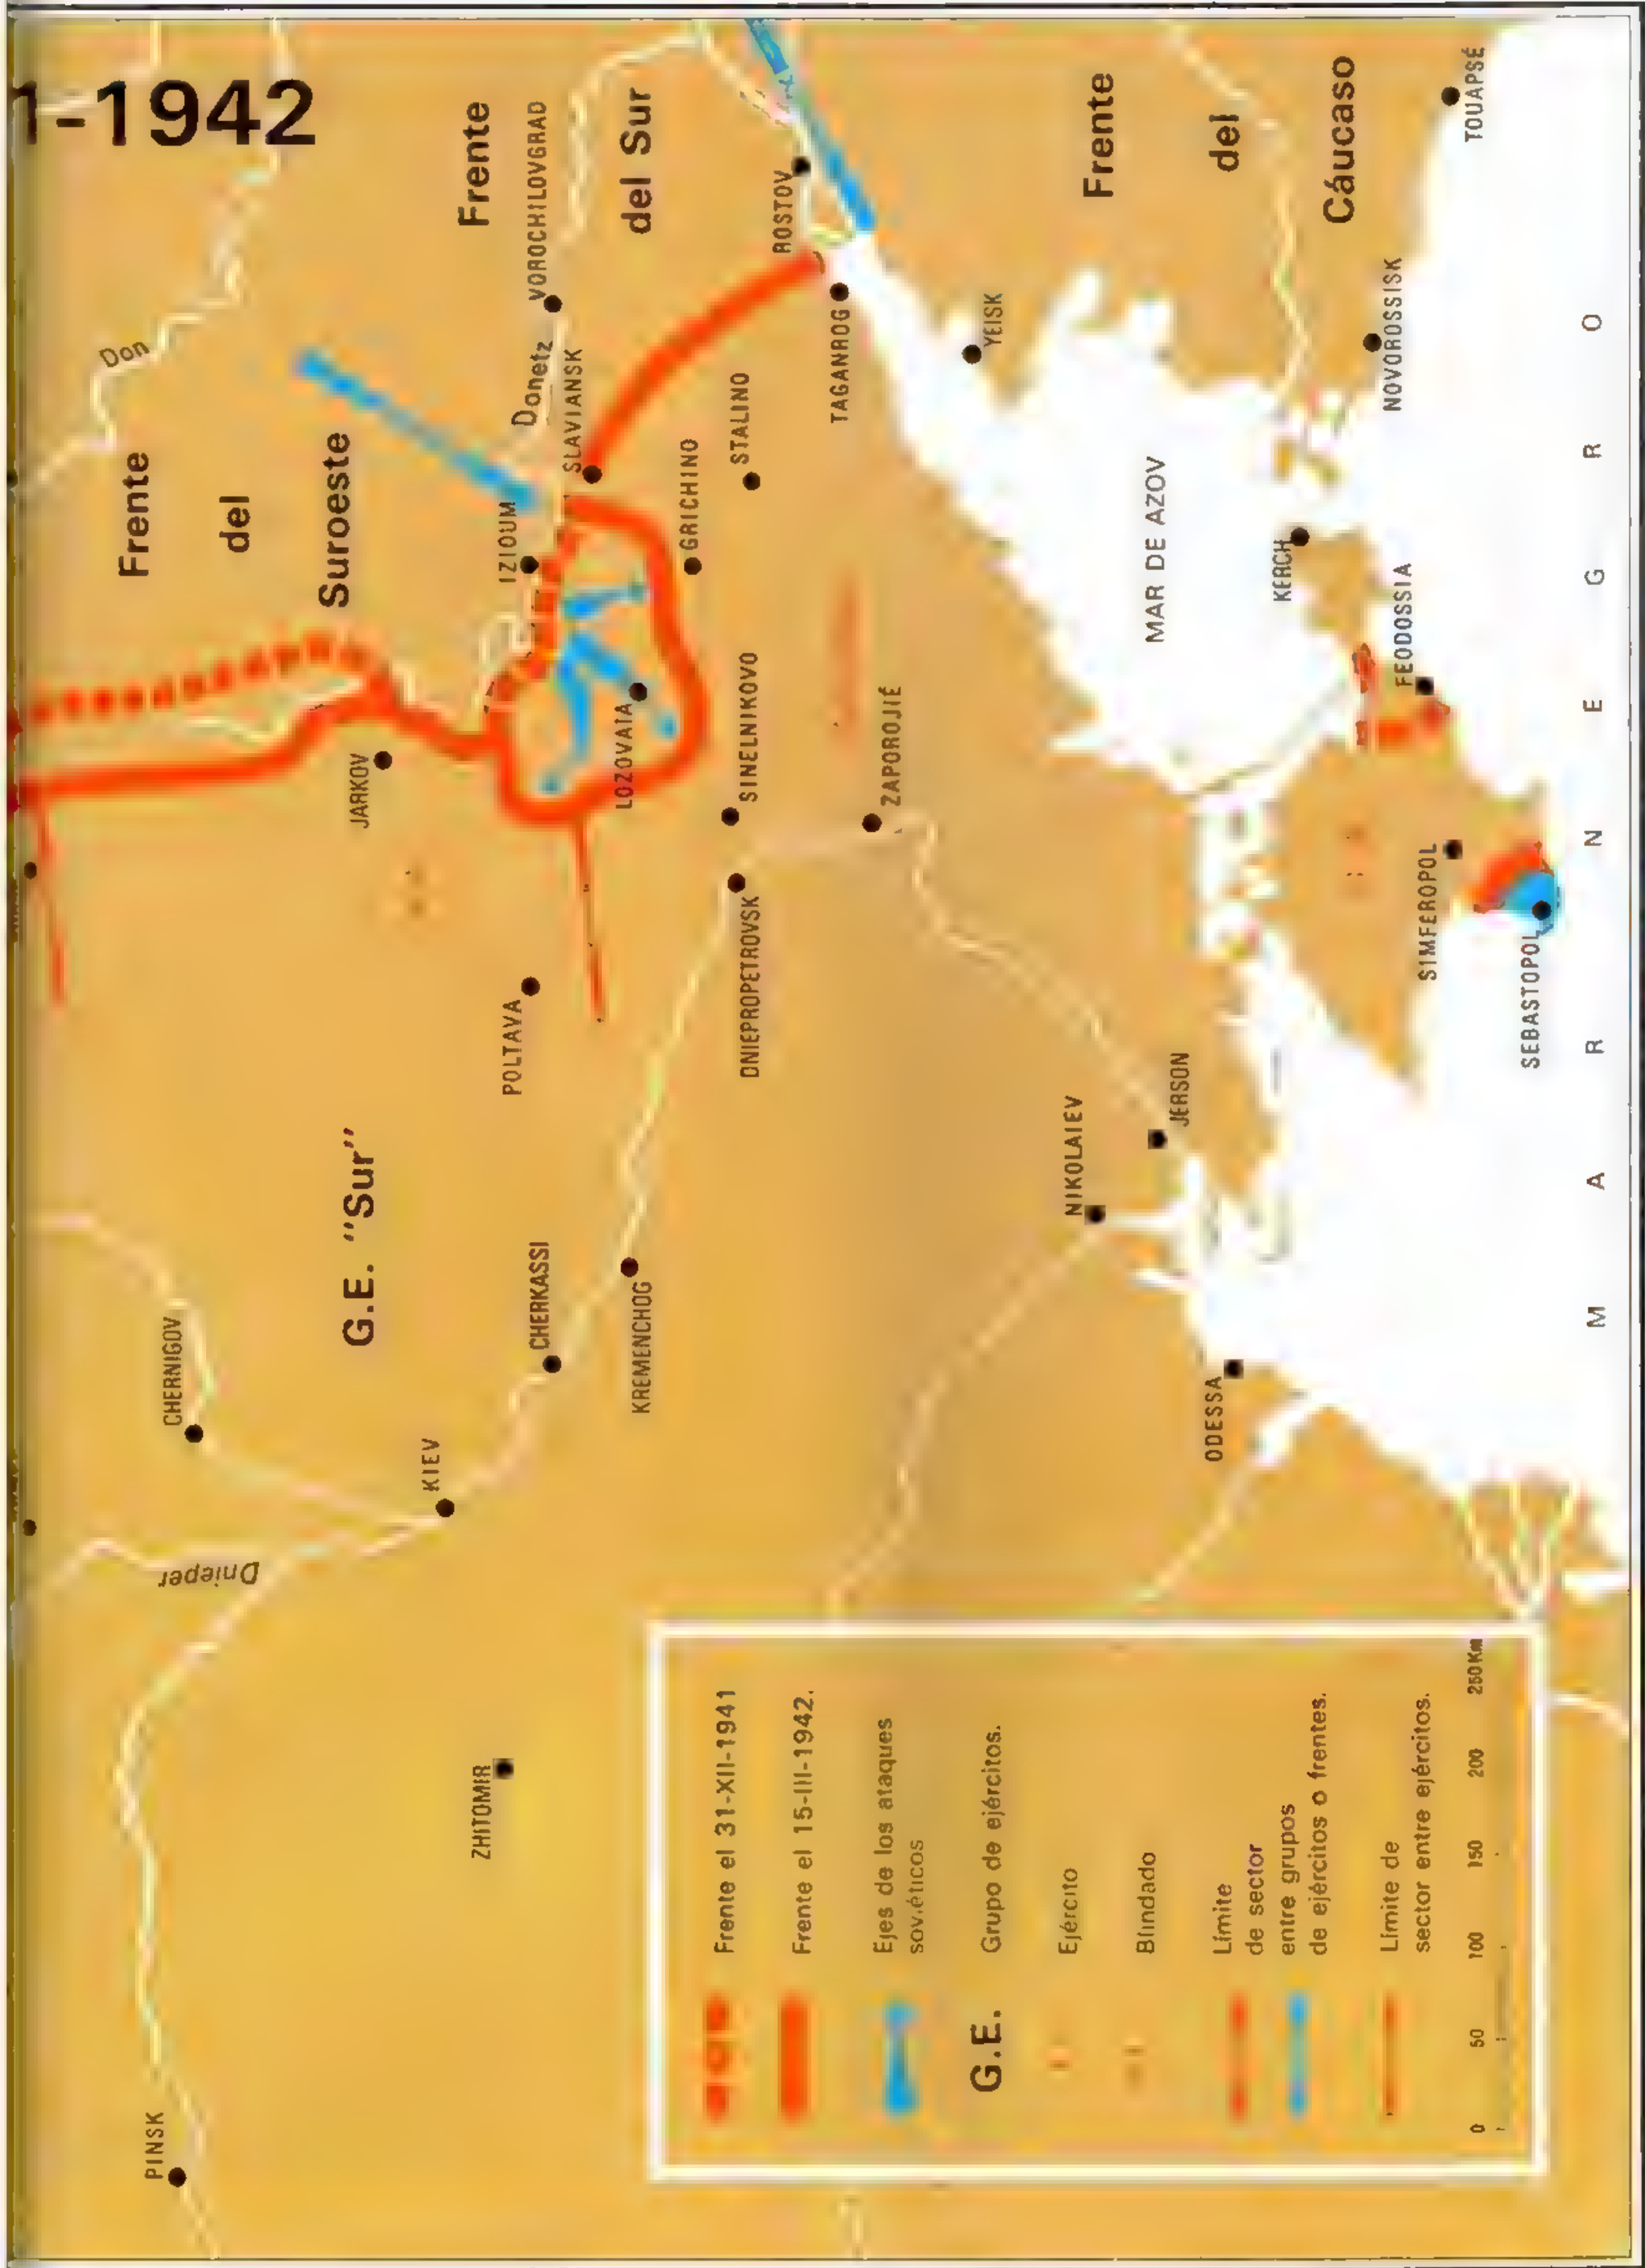 1-1942
Frente
del
Suroeste
Frente
del Sur
Frente
del
Cáucaso
G.E. "Sur"
Don
Donetz
Dnieper
PINSK
CHERNIGOV
ZHITOMIR
KIEV
CHERKASSI
KREMENCHOG
POLTAVA
JARKOV
IZIOUM
SLAVIANSK
VOROCHILOVGRAD
LOZOVAIA
GRICHINO
STALINO
SINELNIKOVO
DNIEPROPETROVSK
ZAPOROJIÉ
ROSTOV
TAGANROG
YEISK
MAR DE AZOV
NIKOLAIEV
JERSON
ODESSA
KERCH
FEODOSSIA
SIMFEROPOL
SEBASTOPOL
NOVOROSSISK
TOUAPSÉ
MAR NEGRO
Frente el 31-XII-1941
Frente el 15-III-1942.
Ejes de los ataques
soviéticos
G.E. Grupo de ejércitos.
Ejército
Blindado
Límite
de sector
entre grupos
de ejércitos o frentes.
Límite de
sector entre ejércitos.
0 50 100 150 200 250 Km